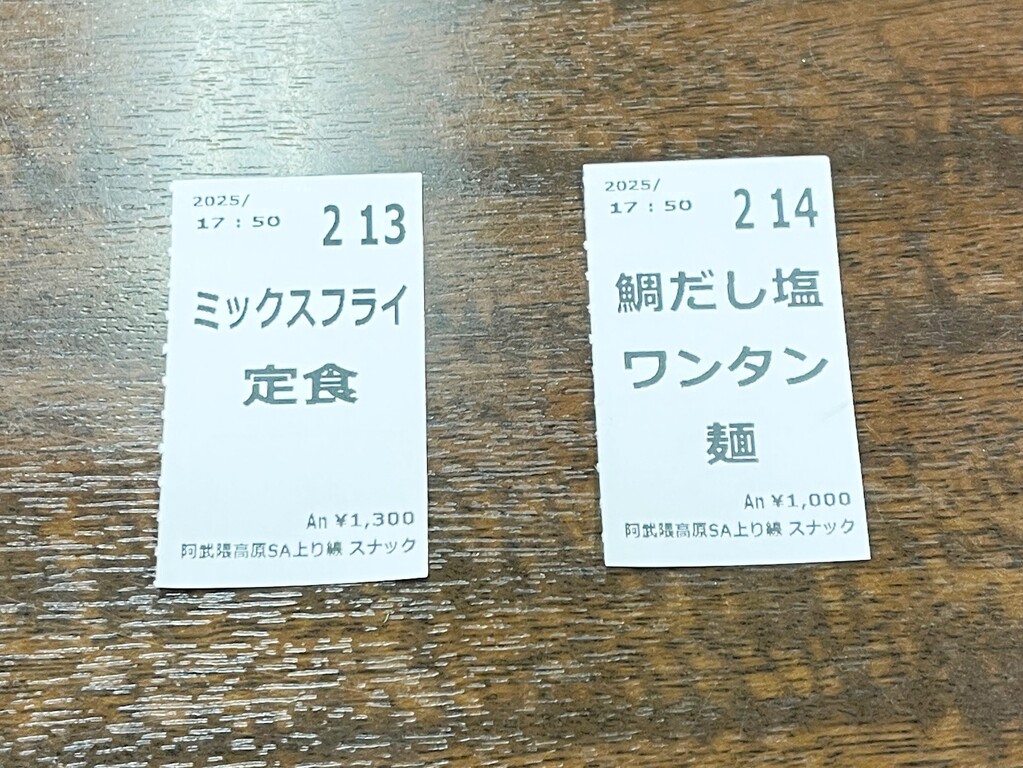 2025/
17:50 213
ミックスフライ
定食
An ¥1,300
阿武隈高原SA上り線 スナック
2025/
17:50 214
鯛だし塩
ワンタン
麺
An ¥1,000
阿武隈高原SA上り線 スナック